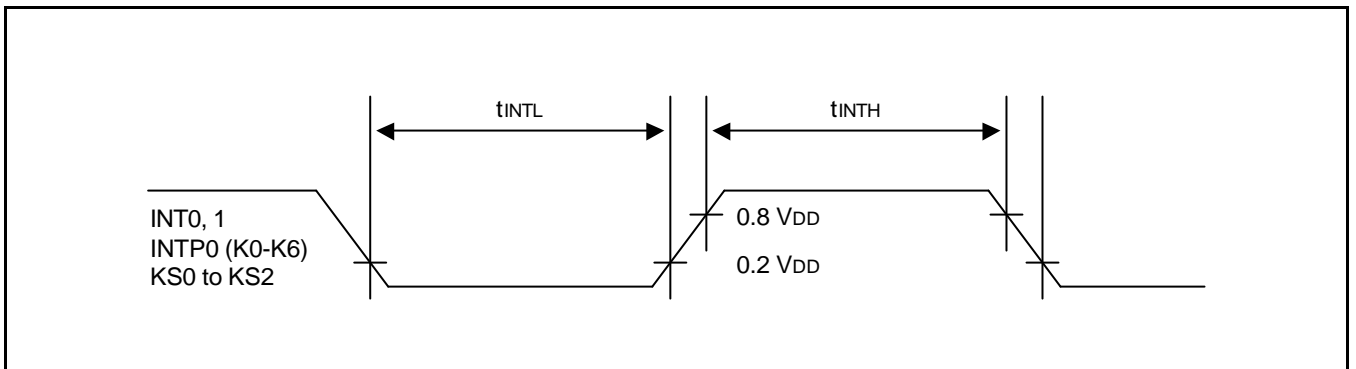 tINTL
tINTH
INT0, 1
INTP0 (K0-K6)
KS0 to KS2
0.8 VDD
0.2 VDD